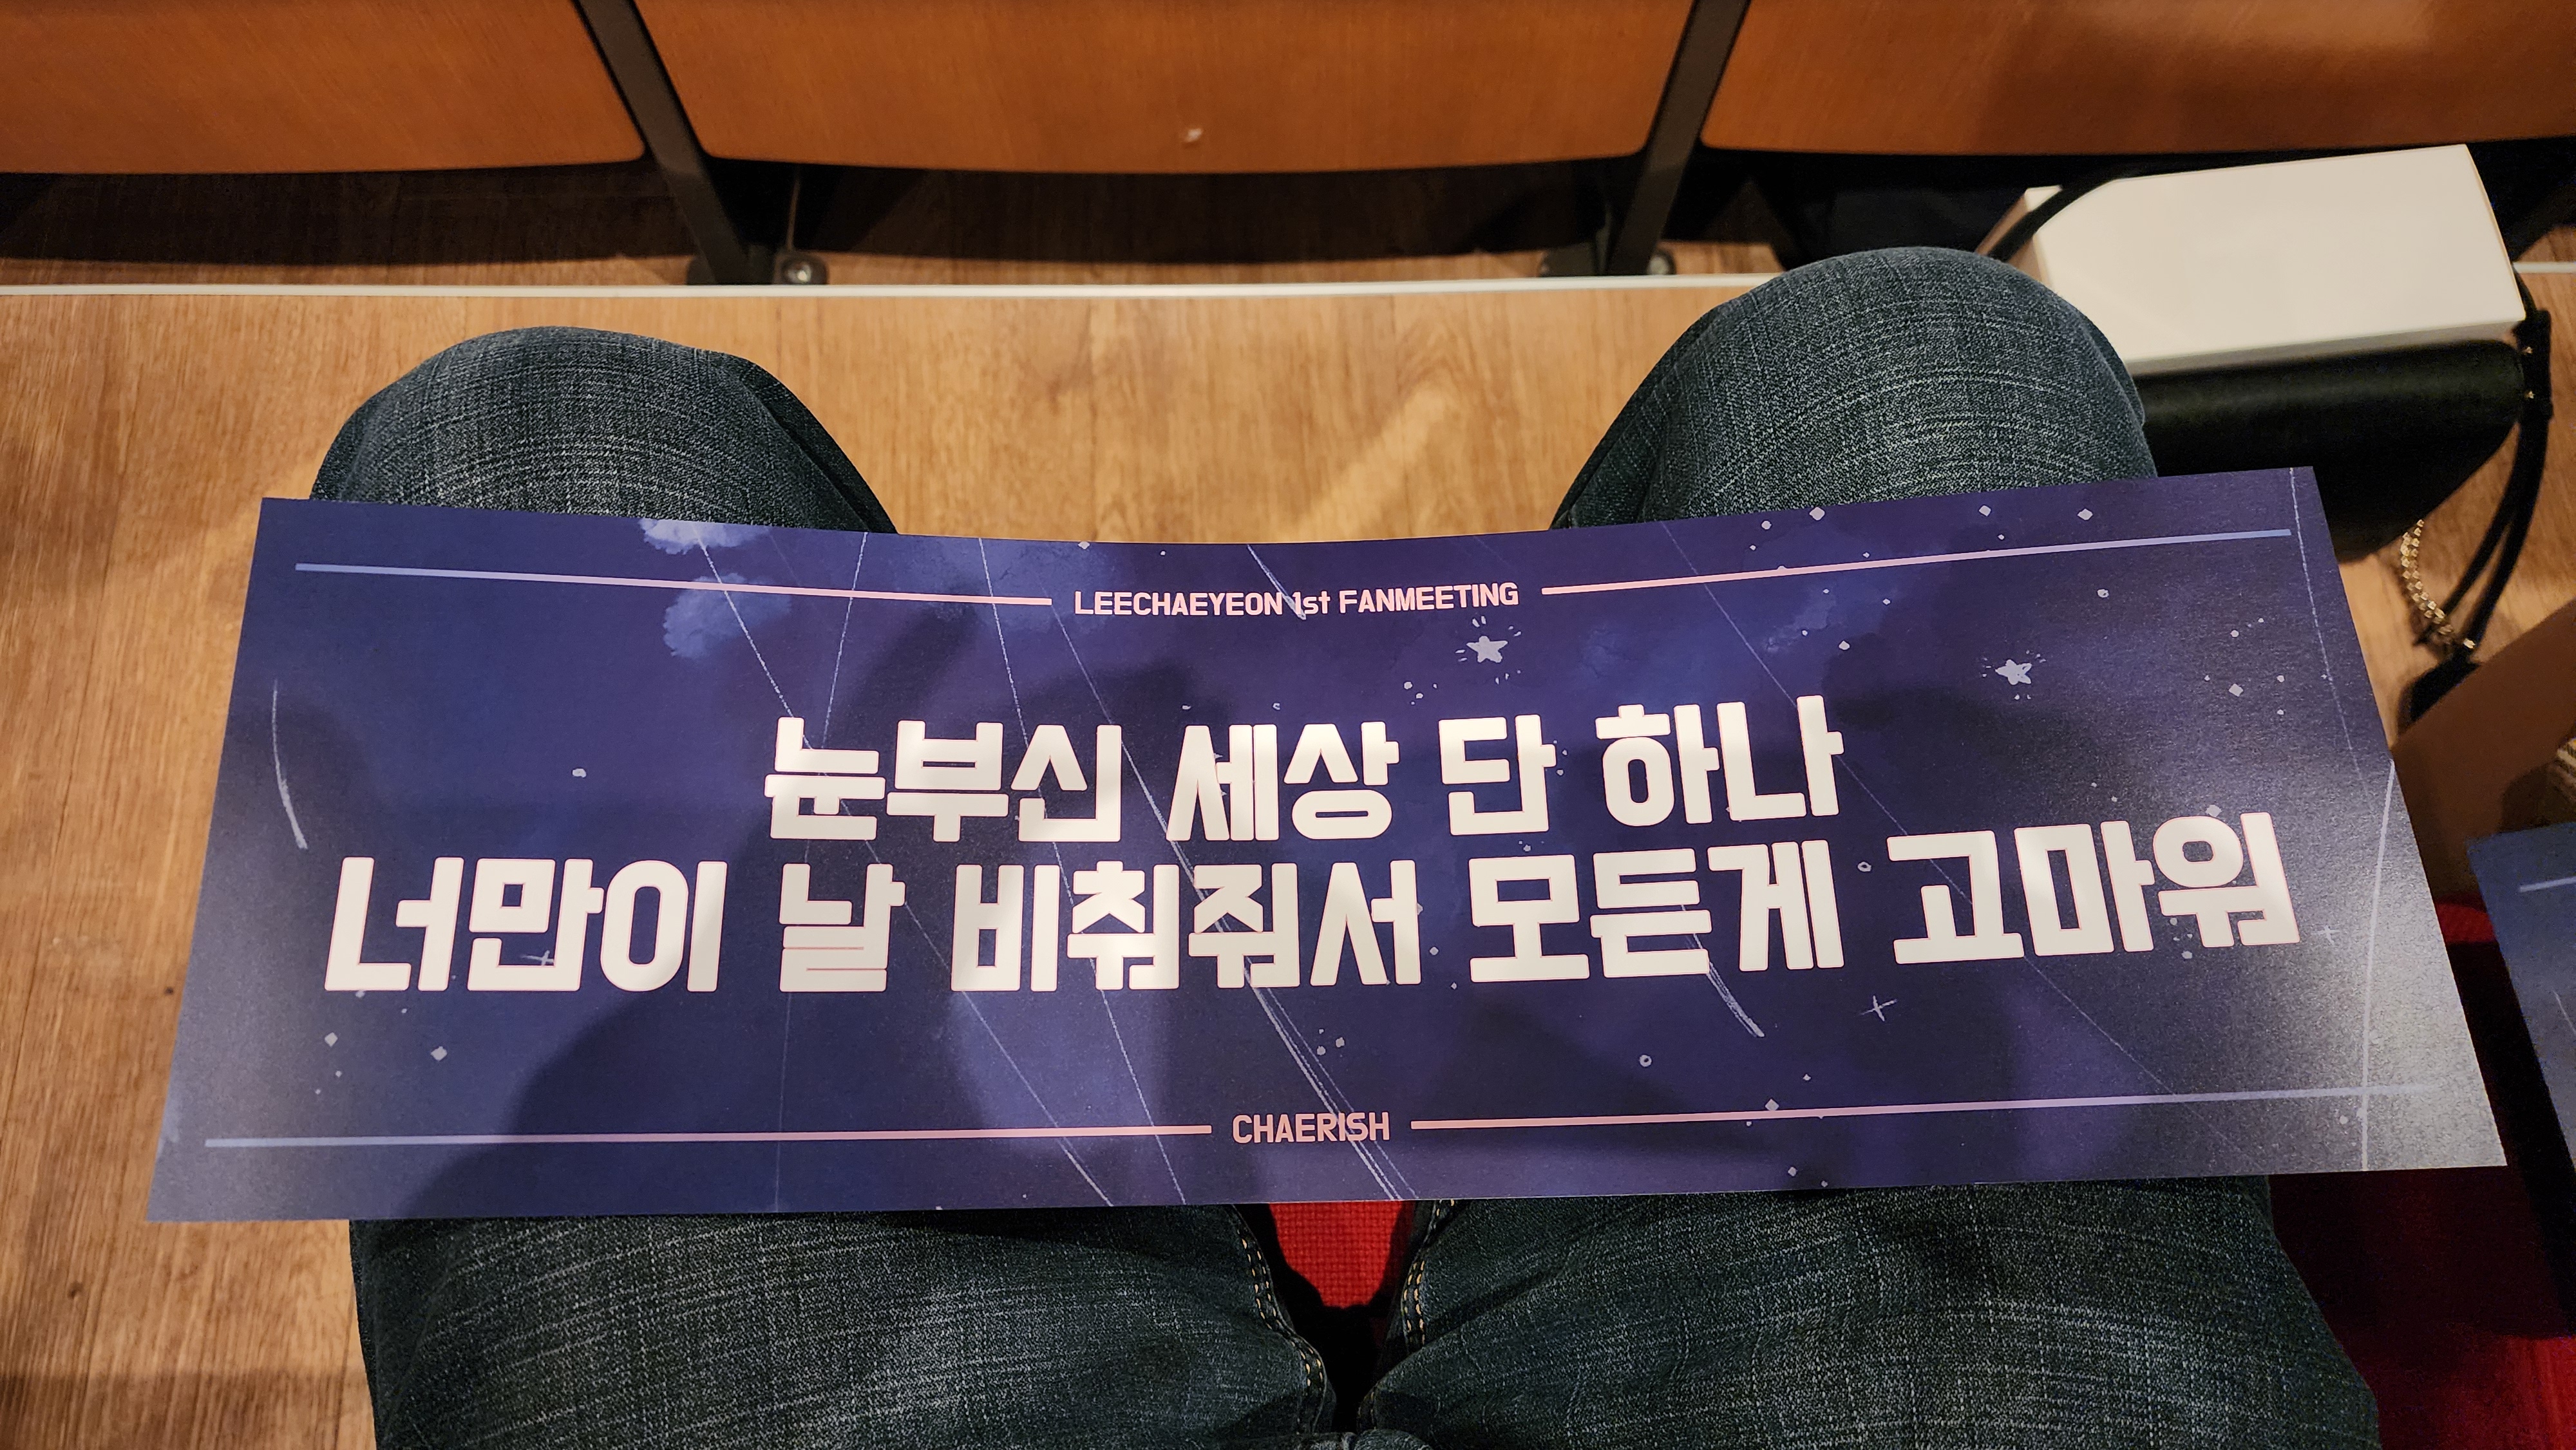 LEECHAEYEON 1st FANMEETING
눈부신 세상 단 하나
너만이 날 비춰줘서 모든게 고마워
CHAERISH